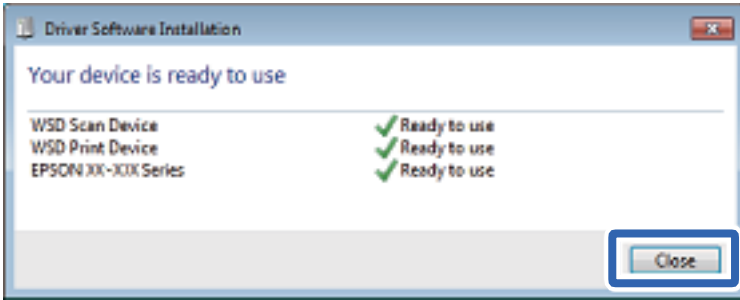 Driver Software Installation
Your device is ready to use
WSD Scan Device Ready to use
WSD Print Device Ready to use
EPSON XX-XXX Series Ready to use
Close